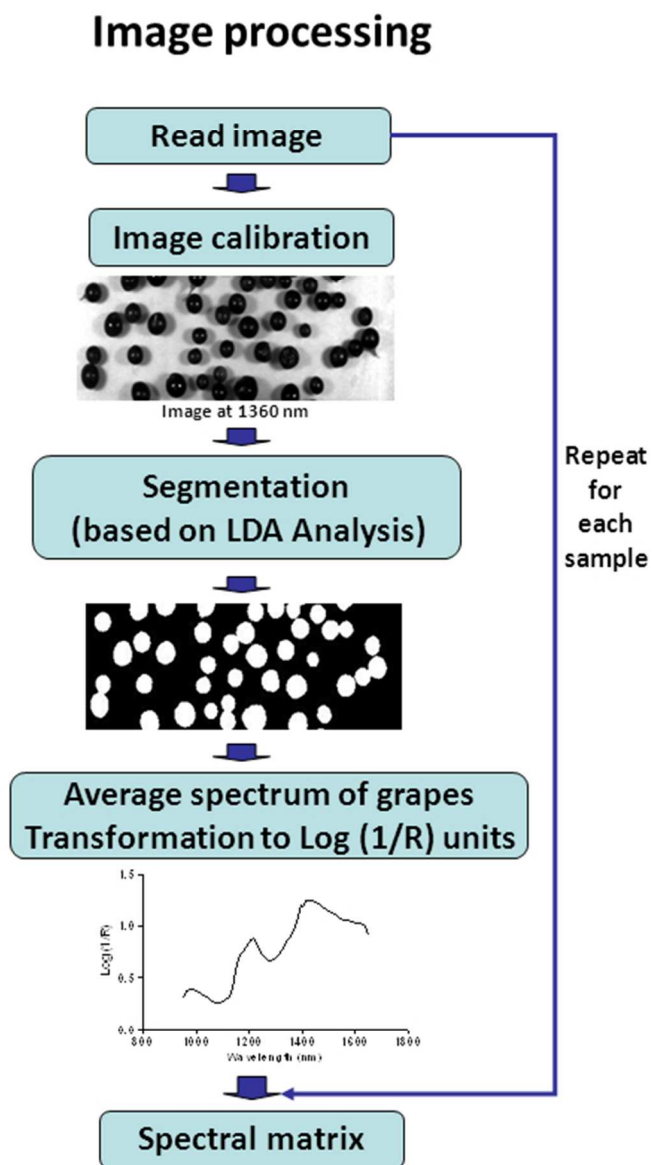 Image processing
Read image
Image calibration
Image at 1360 nm
Segmentation
(based on LDA Analysis)
Repeat
for
each
sample
Average spectrum of grapes
Transformation to Log (1/R) units
1.5
1.0
0.5
0.0
Log (1/R)
800 1000 1200 1400 1600 1800
Wavelength (nm)
Spectral matrix